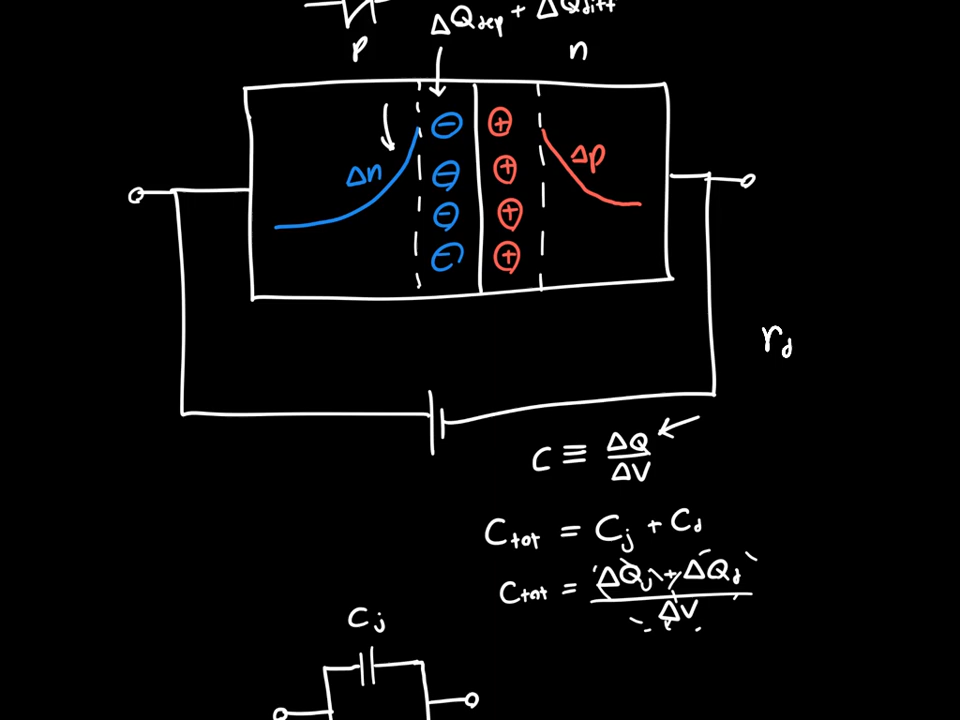 ΔQdep + ΔQdiff
p n
⊖ ⊕
Δn ⊖ ⊕ Δp
⊖ ⊕
⊖ ⊕
rd
C ≡ ΔQ/ΔV
Ctot = Cj + Cd
Ctot = ΔQj + ΔQd / ΔV
Cj